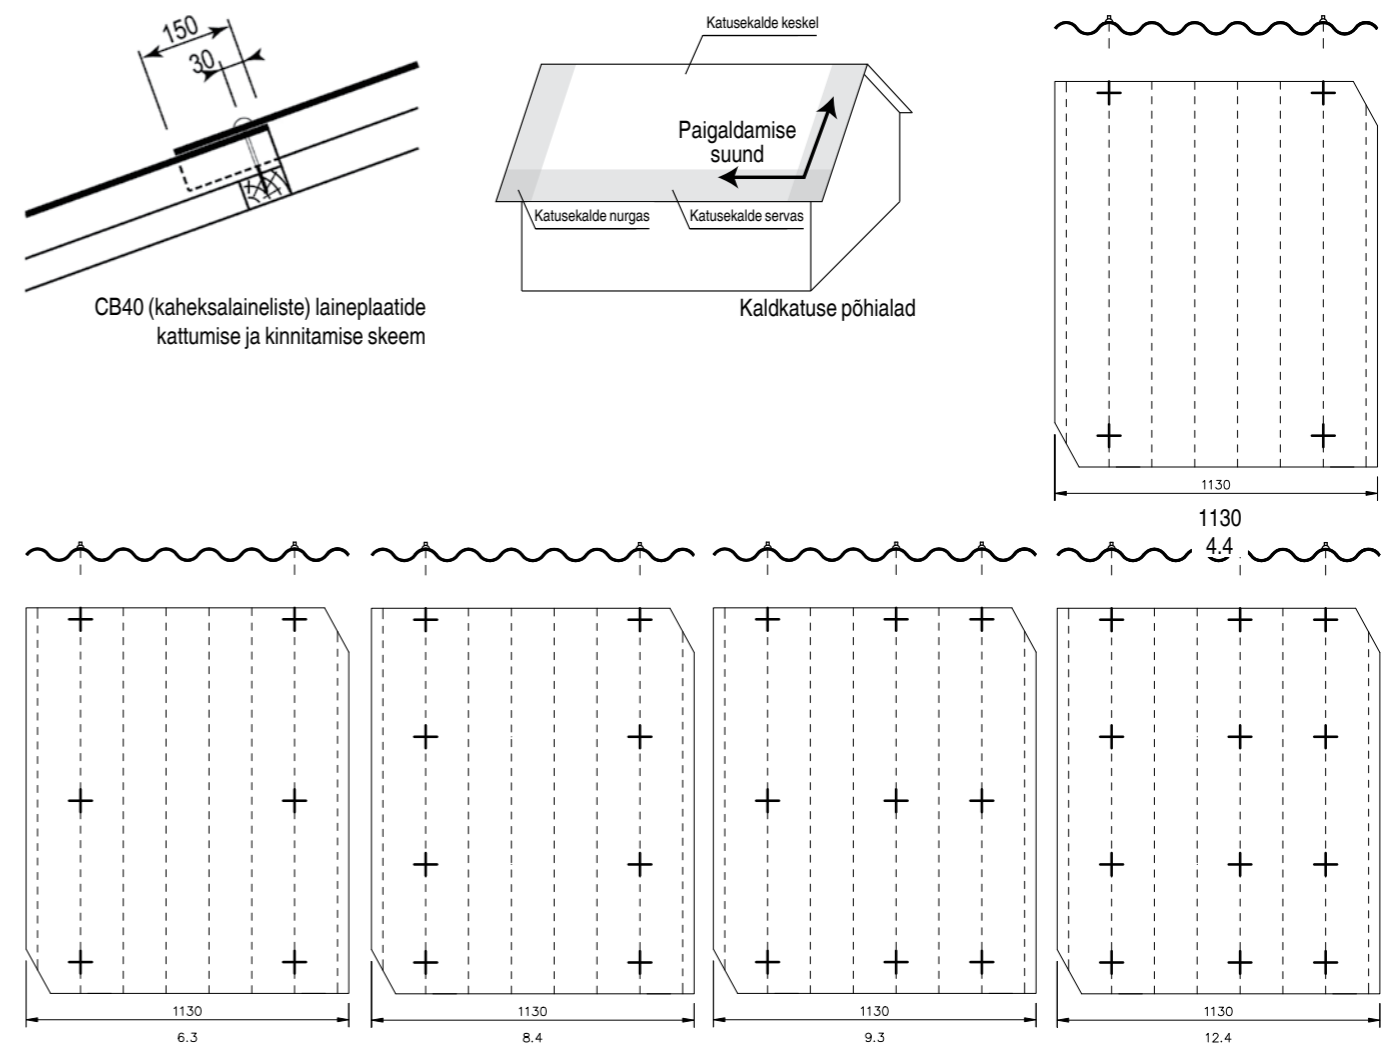 150
30
CB40 (kaheksalaineliste) laineplaatide
kattumise ja kinnitamise skeem
Katusekalde keskel
Paigaldamise
suund
Katusekalde nurgas
Katusekalde servas
Kaldkatuse põhialad
1130
1130
4.4
1130
6.3
1130
8.4
1130
9.3
1130
12.4